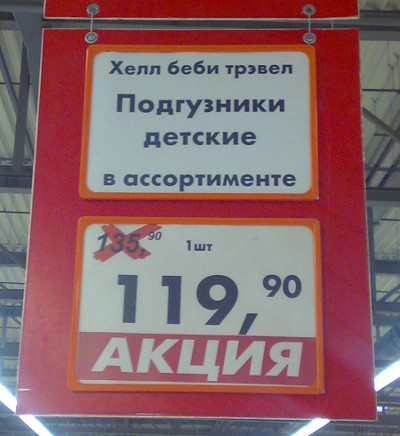 Хелл беби трэвел
Подгузники
детские
в ассортименте
135,90
1шт
119,90
АКЦИЯ